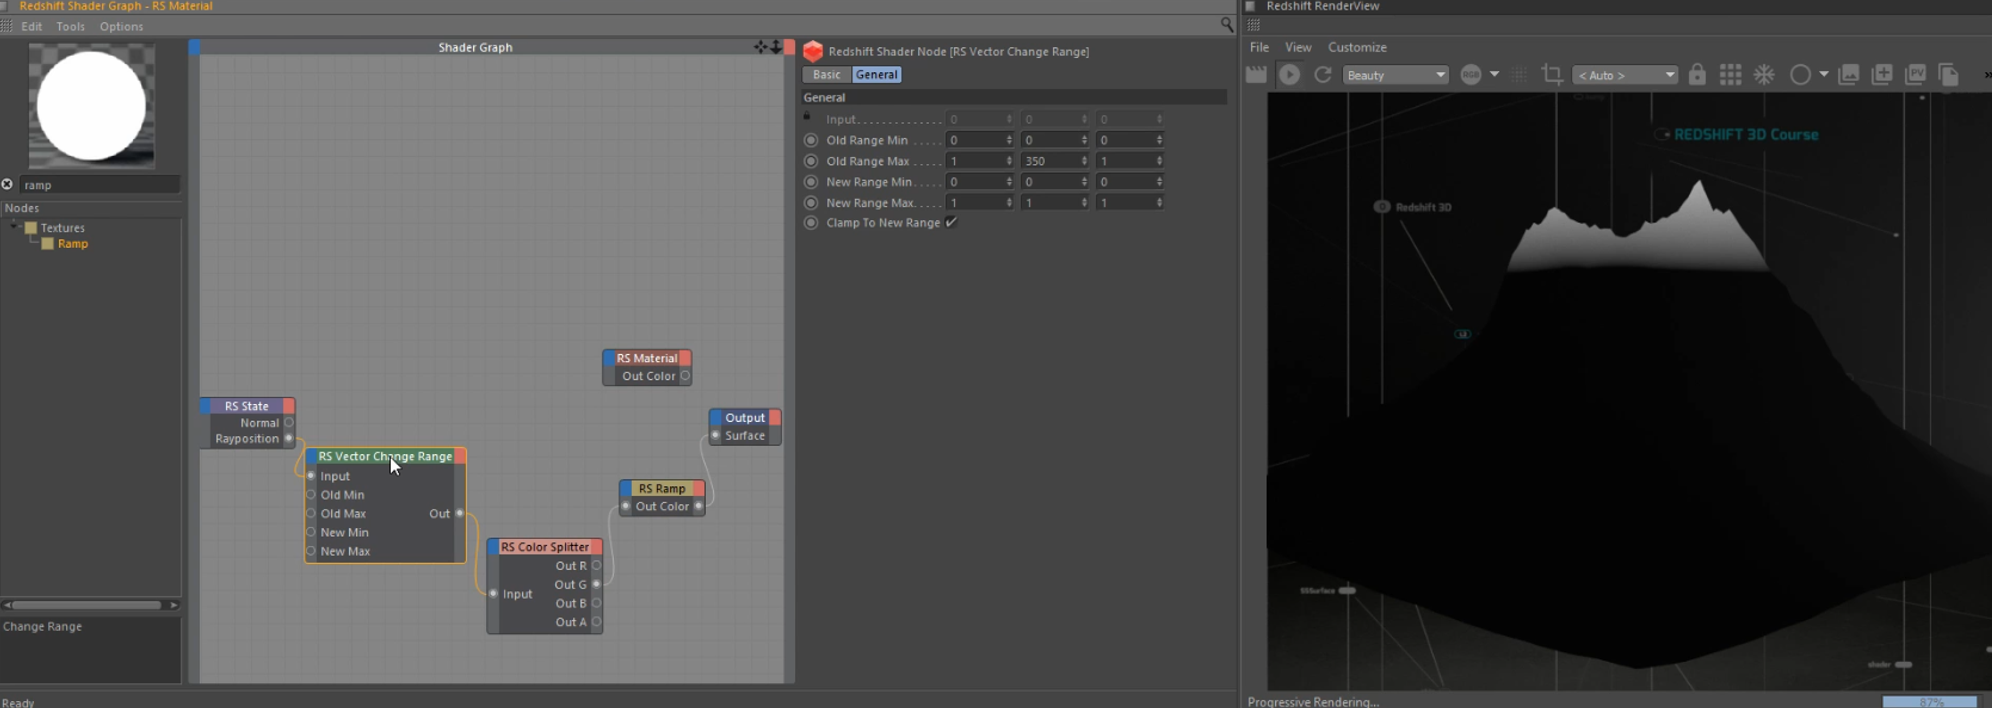 Redshift Shader Graph - RS Material
Edit Tools Options
ramp
Nodes
Textures
Ramp
Change Range
Ready
Shader Graph
RS State
Normal
Rayposition
RS Vector Change Range
Input
Old Min
Old Max Out
New Min
New Max
RS Color Splitter
Out R
Out G
Input
Out B
Out A
RS Material
Out Color
RS Ramp
Out Color
Output
Surface
Redshift Shader Node [RS Vector Change Range]
Basic General
General
Input 0 0 0
Old Range Min 0 0 0
Old Range Max 1 350 1
New Range Min 0 0 0
New Range Max 1 1 1
Clamp To New Range
Redshift RenderView
File View Customize
Beauty RGB < Auto > PV
REDSHIFT 3D Course
Redshift 3D
shader
Progressive Rendering... 87%